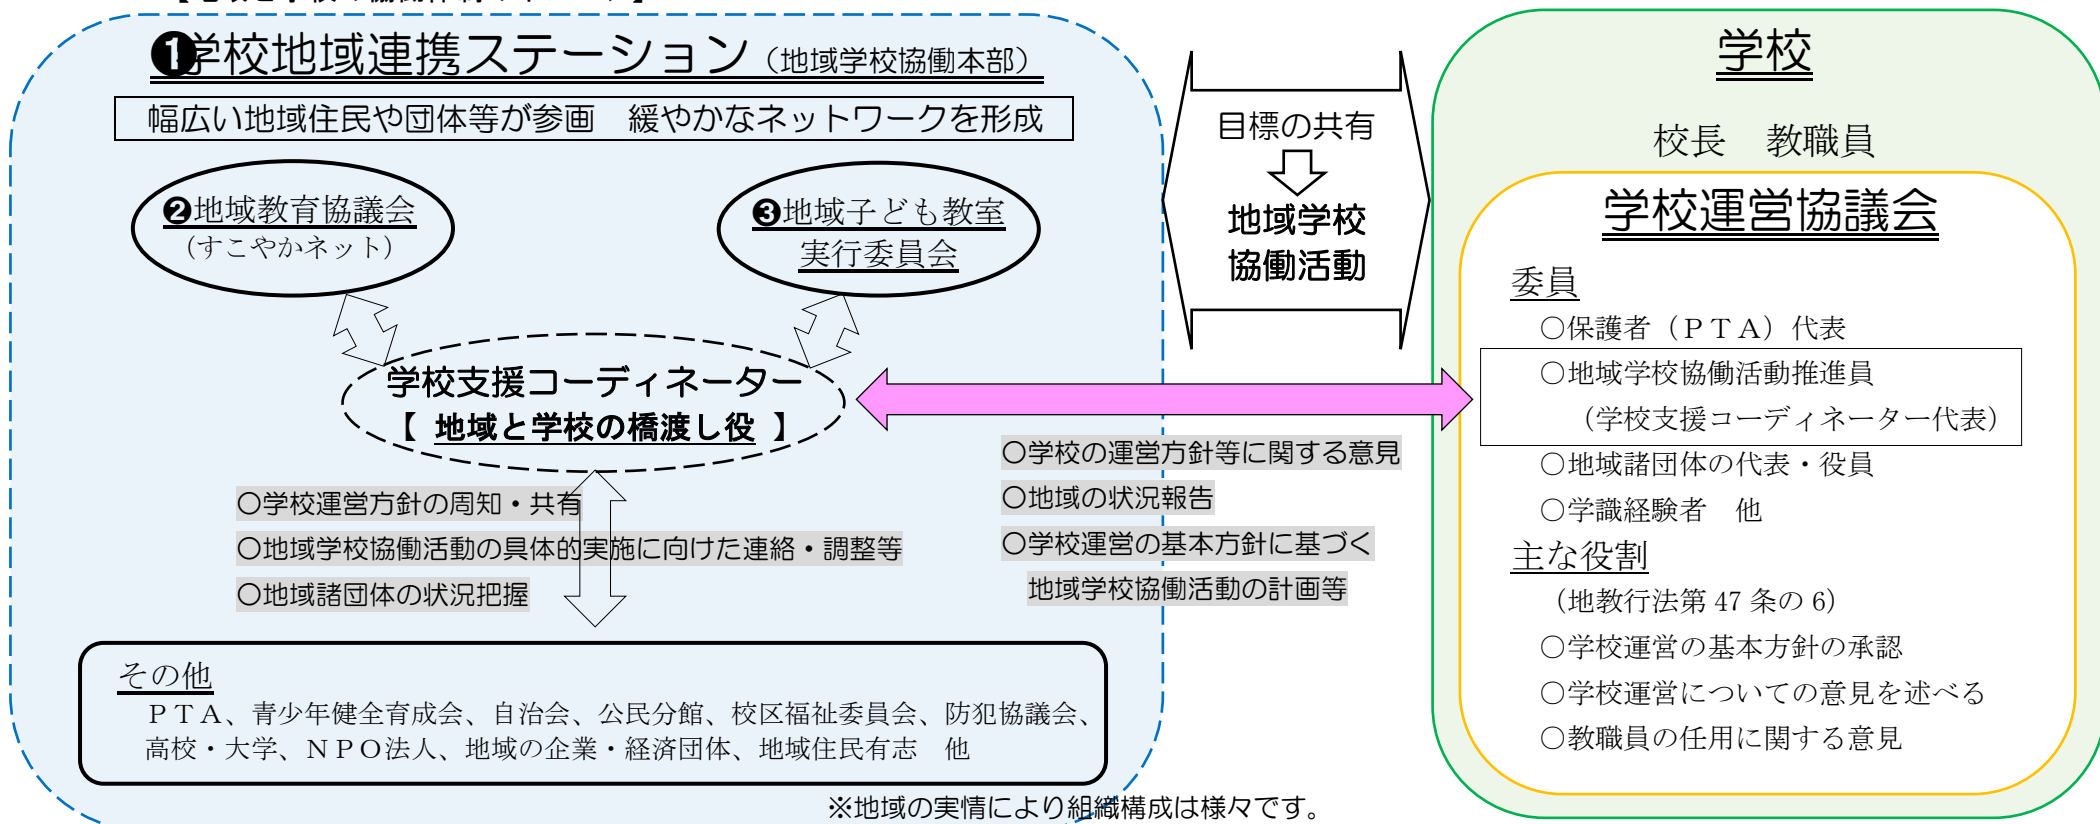 【地域と学校の協働体制のイメージ】
❶学校地域連携ステーション（地域学校協働本部）
幅広い地域住民や団体等が参画　緩やかなネットワークを形成
❷地域教育協議会
（すこやかネット）
❸地域子ども教室
実行委員会
学校支援コーディネーター
【 地域と学校の橋渡し役 】
○学校運営方針の周知・共有
○地域学校協働活動の具体的実施に向けた連絡・調整等
○地域諸団体の状況把握
その他
ＰＴＡ、青少年健全育成会、自治会、公民分館、校区福祉委員会、防犯協議会、
高校・大学、ＮＰＯ法人、地域の企業・経済団体、地域住民有志　他
目標の共有
地域学校
協働活動
○学校の運営方針等に関する意見
○地域の状況報告
○学校運営の基本方針に基づく
地域学校協働活動の計画等
学校
校長　教職員
学校運営協議会
委員
○保護者（ＰＴＡ）代表
○地域学校協働活動推進員
（学校支援コーディネーター代表）
○地域諸団体の代表・役員
○学識経験者　他
主な役割
（地教行法第 47 条の 6）
○学校運営の基本方針の承認
○学校運営についての意見を述べる
○教職員の任用に関する意見
※地域の実情により組織構成は様々です。